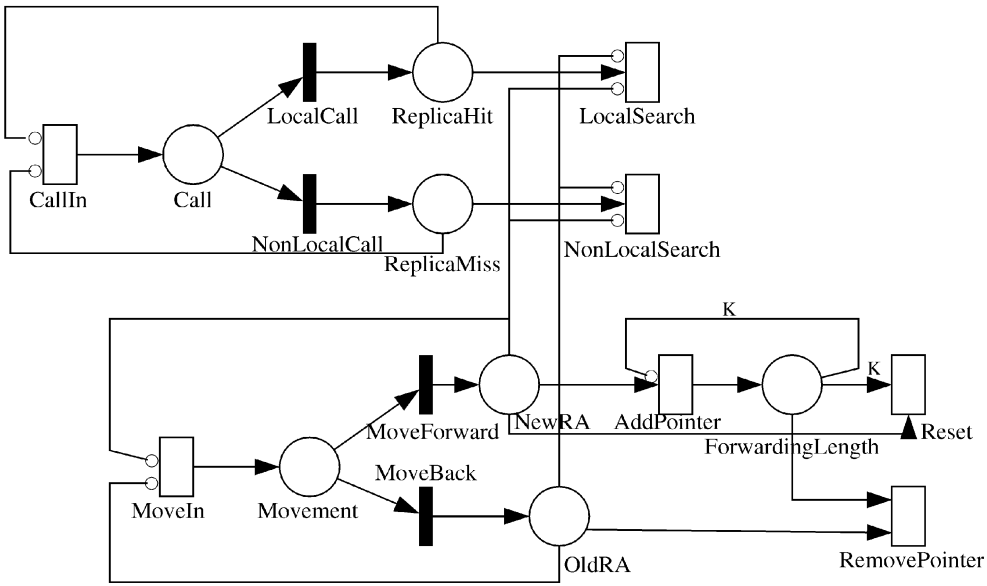 LocalCall
ReplicaHit
LocalSearch
CallIn
Call
NonLocalCall
ReplicaMiss
NonLocalSearch
K
K
MoveForward
NewRA
AddPointer
ForwardingLength
Reset
MoveBack
MoveIn
Movement
OldRA
RemovePointer